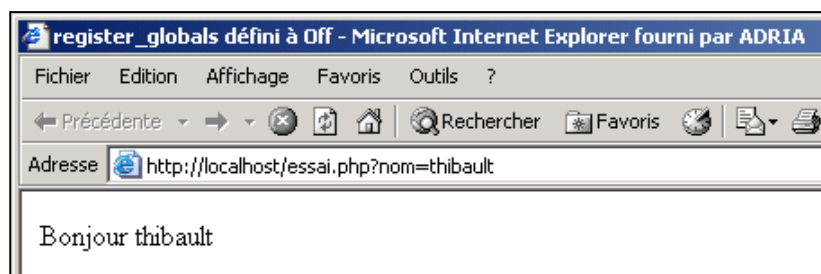 register_globals défini à Off - Microsoft Internet Explorer fourni par ADRIA
Fichier Edition Affichage Favoris Outils ?
Précédente Rechercher Favoris
Adresse http://localhost/essai.php?nom=thibault
Bonjour thibault